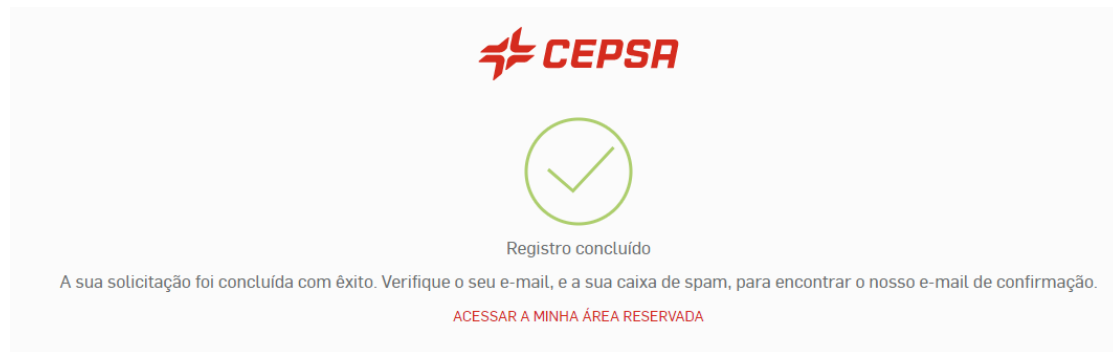 CEPSA
Registro concluído
A sua solicitação foi concluída com êxito. Verifique o seu e-mail, e a sua caixa de spam, para encontrar o nosso e-mail de confirmação.
ACESSAR A MINHA ÁREA RESERVADA